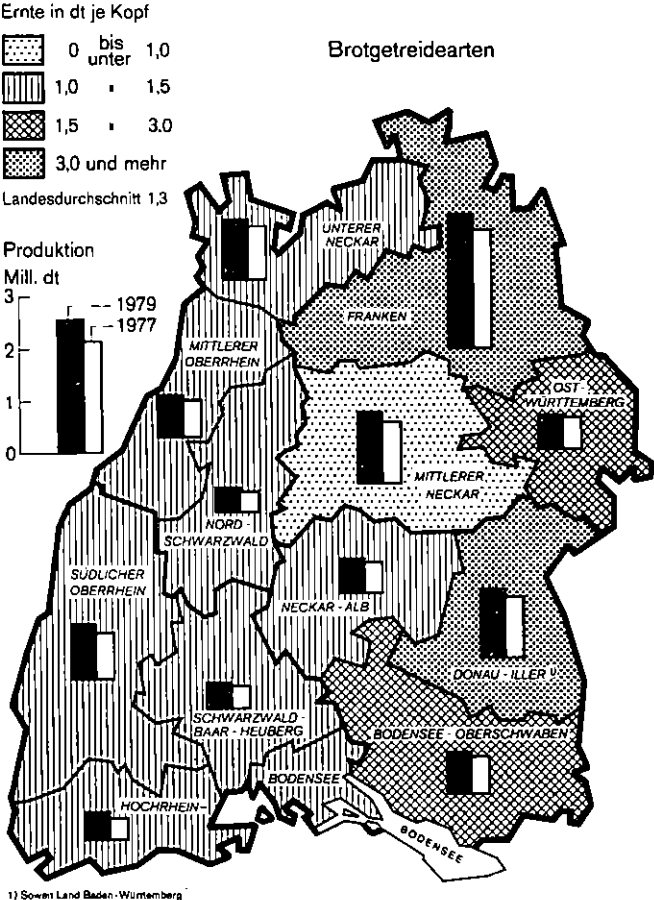 Ernte in dt je Kopf
0 bis unter 1,0
1,0 " 1,5
1,5 " 3.0
3,0 und mehr
Landesdurchschnitt 1,3
Brotgetreidearten
Produktion
Mill. dt
3
2
1
0
1979
1977
UNTERER
NECKAR
FRANKEN
MITTLERER
OBERRHEIN
OST
WÜRTTEMBERG
MITTLERER
NECKAR
NORD -
SCHWARZWALD
SÜDLICHER
OBERRHEIN
NECKAR - ALB
DONAU - ILLER 1)
SCHWARZWALD -
BAAR - HEUBERG
BODENSEE - OBERSCHWABEN
HOCHRHEIN -
BODENSEE
BODENSEE
1) Soweit Land Baden-Württemberg